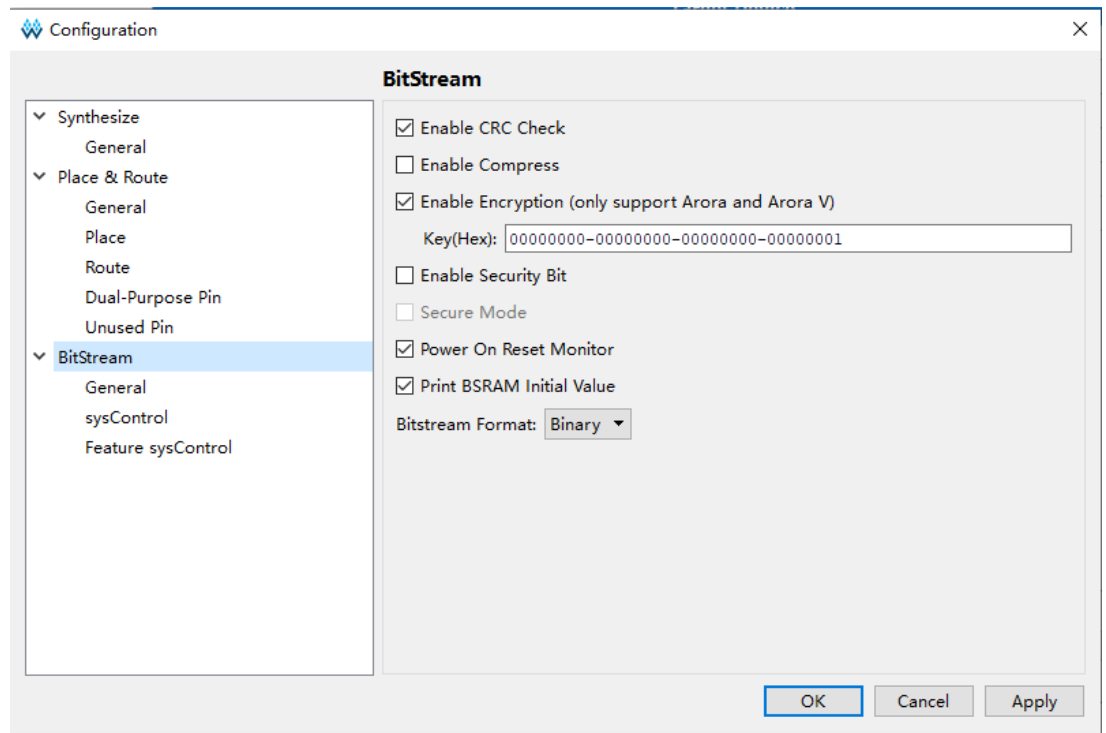 Configuration
BitStream
Synthesize
General
Place & Route
General
Place
Route
Dual-Purpose Pin
Unused Pin
BitStream
General
sysControl
Feature sysControl
Enable CRC Check
Enable Compress
Enable Encryption (only support Arora and Arora V)
Key(Hex): 00000000-00000000-00000000-00000001
Enable Security Bit
Secure Mode
Power On Reset Monitor
Print BSRAM Initial Value
Bitstream Format: Binary
OK Cancel Apply